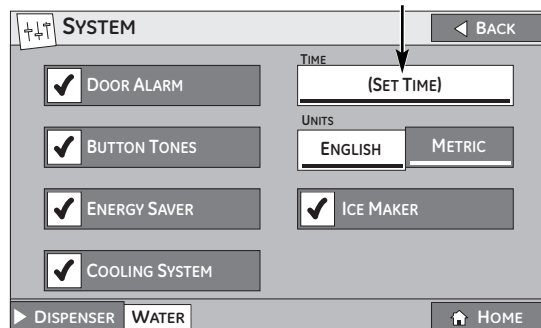 SYSTEM
BACK
DOOR ALARM
TIME
(SET TIME)
BUTTON TONES
UNITS
ENGLISH
METRIC
ENERGY SAVER
ICE MAKER
COOLING SYSTEM
DISPENSER
WATER
HOME